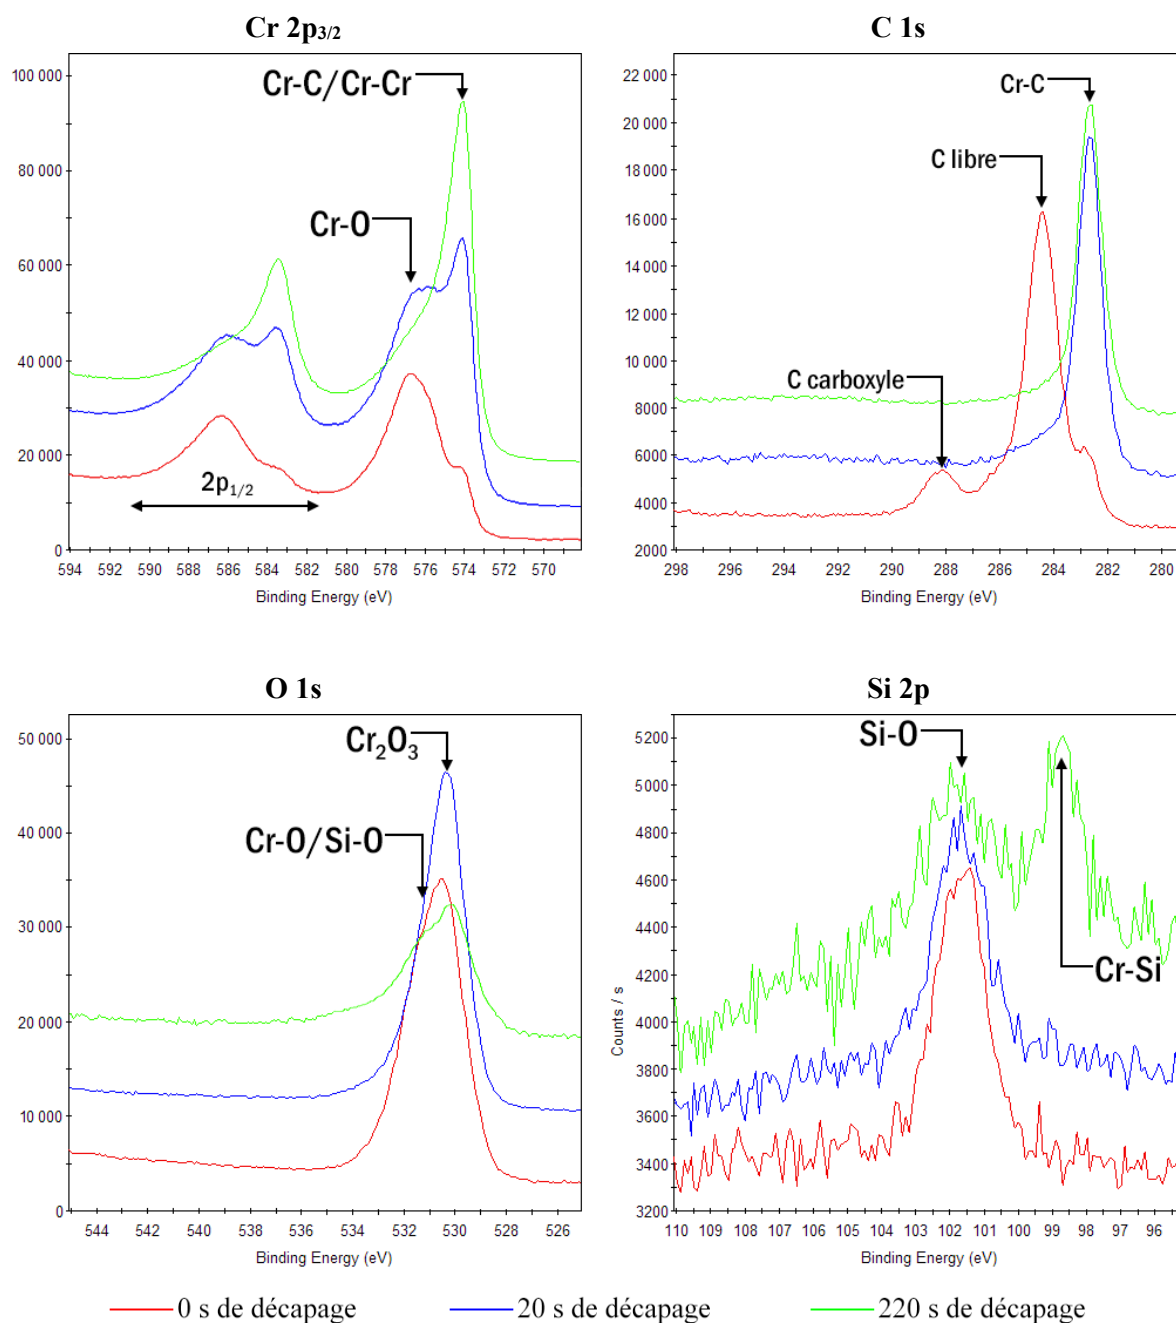 Cr 2p3/2
C 1s
Cr-C/Cr-Cr
Cr-O
2p1/2
100 000
80 000
60 000
40 000
20 000
0
594 592 590 588 586 584 582 580 578 576 574 572 570
Binding Energy (eV)
Cr-C
C libre
C carboxyle
22 000
20 000
18 000
16 000
14 000
12 000
10 000
8000
6000
4000
2000
298 296 294 292 290 288 286 284 282 280
Binding Energy (eV)
O 1s
Si 2p
Cr2O3
Cr-O/Si-O
50 000
40 000
30 000
20 000
10 000
0
544 542 540 538 536 534 532 530 528 526
Binding Energy (eV)
Si-O
Cr-Si
Counts / s
5200
5,000
4800
4600
4400
4200
4000
3800
3600
3400
3200
110 109 108 107 106 105 104 103 102 101 100 99 98 97 96
Binding Energy (eV)
0 s de décapage
20 s de décapage
220 s de décapage